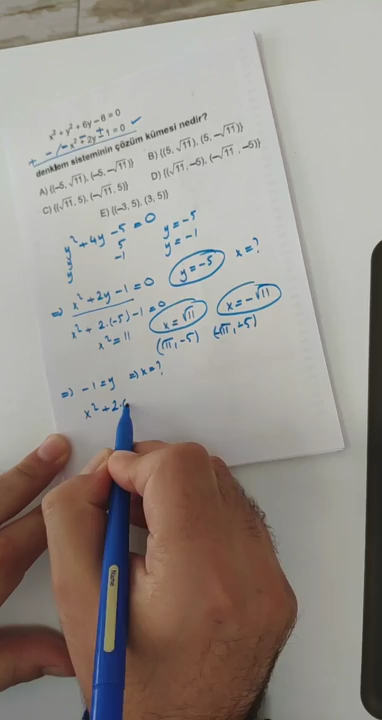 x² + y² + 6y - 6 = 0
+ - / - x² ∓ 2y ± 1 = 0 ✓
denklem sisteminin çözüm kümesi nedir?
A) {(-5, √11), (-5, -√11)}
B) {(5, √11), (5, -√11)}
C) {(√11, 5), (-√11, 5)}
D) {(√11, -5), (-√11, -5)}
E) {(-3, 5), (3, 5)}
y² + 4y - 5 = 0
y 5 y = -5
y -1 y = -1
y = -5 x = ?
⇒ x² + 2y - 1 = 0
x² + 2.(-5) - 1 = 0
x² = 11
x = √11 x = -√11
(√11, -5) (-√11, -5)
⇒ -1 = y ⇒ x = ?
x² + 2.(